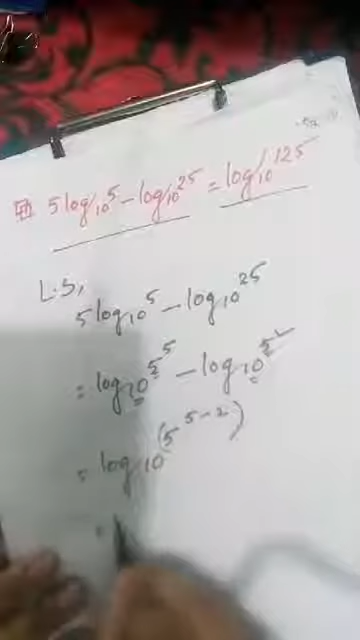 5log₁₀5 - log₁₀25 = log₁₀125
L.S,
5log₁₀5 - log₁₀25
= log₁₀5⁵ - log₁₀5²
= log₁₀(5⁵⁻²)
=